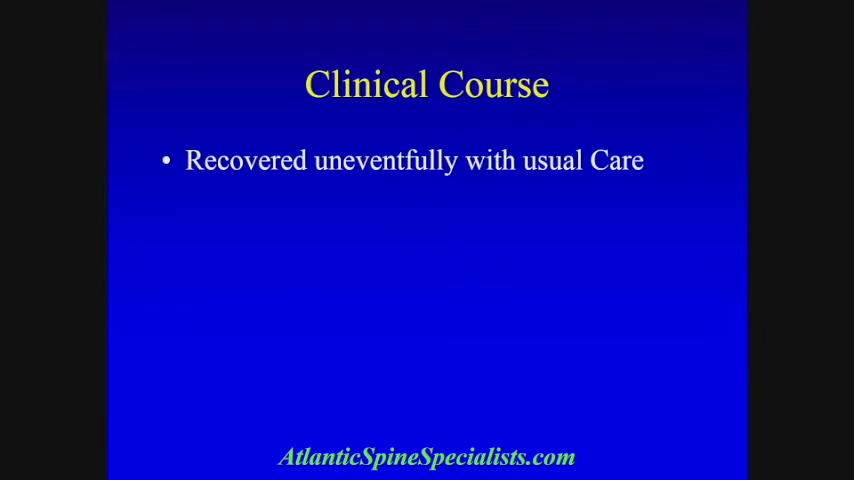 Clinical Course
• Recovered uneventfully with usual Care
AtlanticSpineSpecialists.com